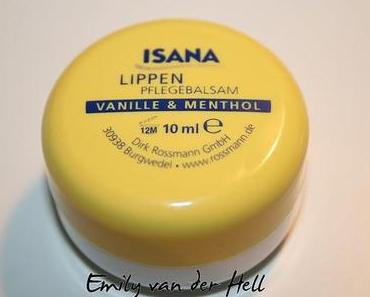 ISANA
LIPPEN
PFLEGEBALSAM
VANILLE & MENTHOL
12M 10 ml e
Dirk Rossmann GmbH
30938 Burgwedel • www.rossmann.de
Emily van der Hell